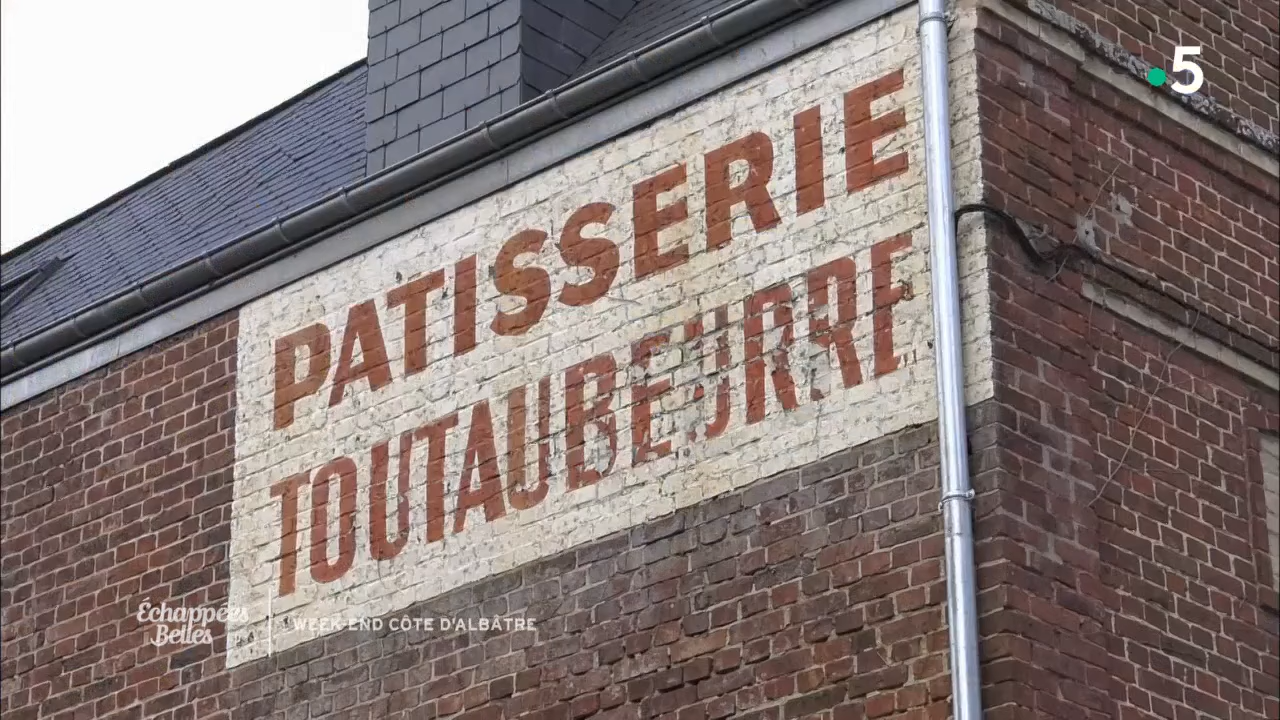 5
PATISSERIE
TOUTAUBEURRE
Échappées
Belles
WEEK-END CÔTE D'ALBÂTRE